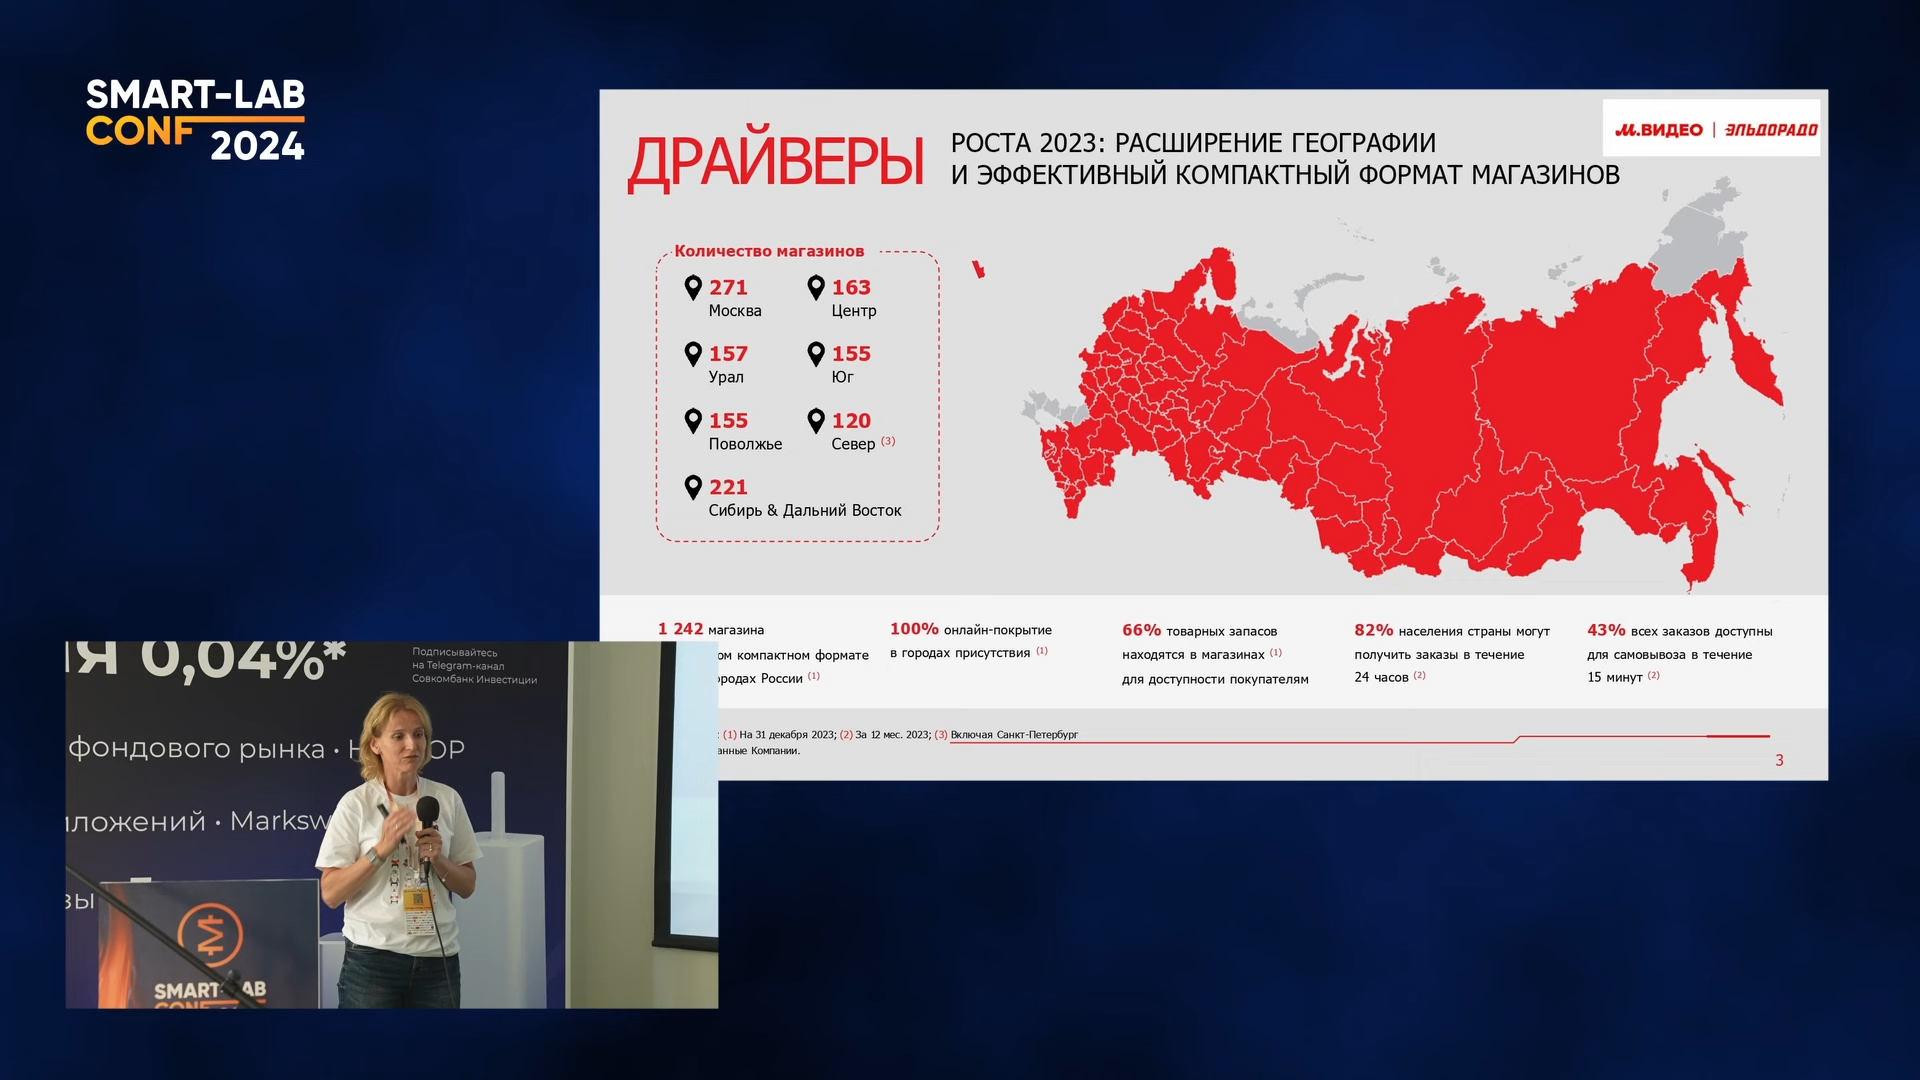 SMART-LAB
CONF 2024
ДРАЙВЕРЫ
РОСТА 2023: РАСШИРЕНИЕ ГЕОГРАФИИ
И ЭФФЕКТИВНЫЙ КОМПАКТНЫЙ ФОРМАТ МАГАЗИНОВ
М.ВИДЕО | ЭЛЬДОРАДО
Количество магазинов
271
Москва
163
Центр
157
Урал
155
Юг
155
Поволжье
120
Север (3)
221
Сибирь & Дальний Восток
1 242 магазина
ом компактном формате
ородах России (1)
100% онлайн-покрытие
в городах присутствия (1)
66% товарных запасов
находятся в магазинах (1)
для доступности покупателям
82% населения страны могут
получить заказы в течение
24 часов (2)
43% всех заказов доступны
для самовывоза в течение
15 минут (2)
: (1) На 31 декабря 2023; (2) За 12 мес. 2023; (3) Включая Санкт-Петербург
анные Компании.
3
ИЯ 0,04%*
Подписывайтесь
на Telegram-канал
Совкомбанк Инвестиции
фондового рынка •
иложений • Marksw
зы
SMART-LAB
CONF